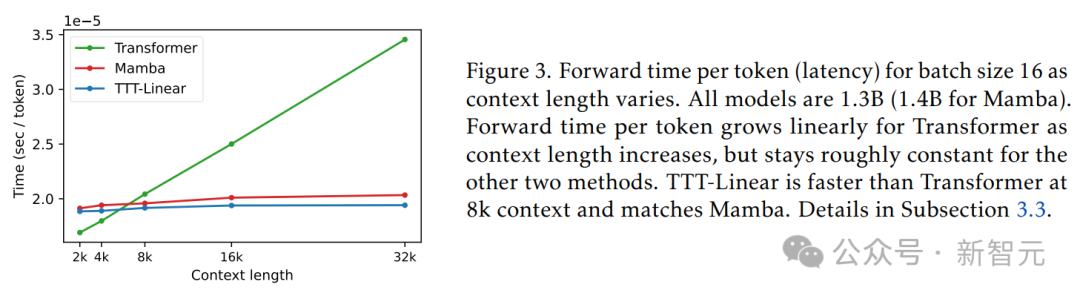 1e−5
3.5
3.0
2.5
2.0
Time (sec / token)
Transformer
Mamba
TTT-Linear
2k 4k 8k 16k 32k
Context length
Figure 3. Forward time per token (latency) for batch size 16 as
context length varies. All models are 1.3B (1.4B for Mamba).
Forward time per token grows linearly for Transformer as
context length increases, but stays roughly constant for the
other two methods. TTT-Linear is faster than Transformer at
8k context and matches Mamba. Details in Subsection 3.3.
公众号 · 新智元